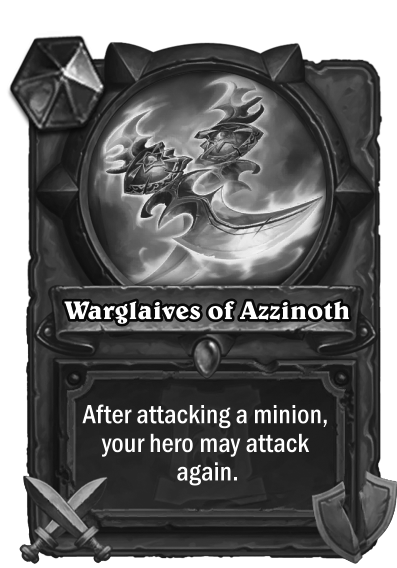 Warglaives of Azzinoth
After attacking a minion,
your hero may attack
again.